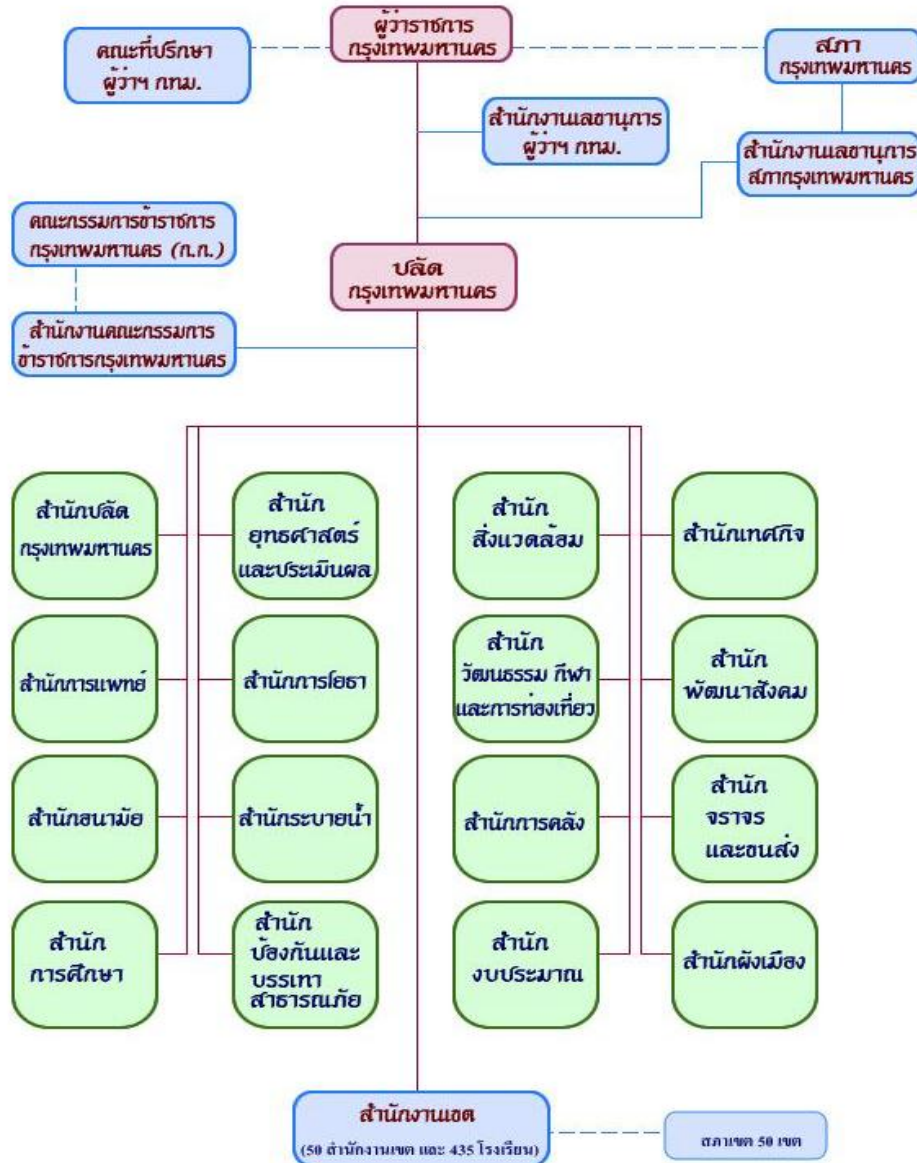 ผู้ว่าราชการ
กรุงเทพมหานคร
คณะที่ปรึกษา
ผู้ว่าฯ กทม.
สภา
กรุงเทพมหานคร
สำนักงานเลขานุการ
ผู้ว่าฯ กทม.
สำนักงานเลขานุการ
สภากรุงเทพมหานคร
คณะกรรมการข้าราชการ
กรุงเทพมหานคร (ก.ก.)
ปลัด
กรุงเทพมหานคร
สำนักงานคณะกรรมการ
ข้าราชการกรุงเทพมหานคร
สำนักปลัด
กรุงเทพมหานคร
สำนัก
ยุทธศาสตร์
และประเมินผล
สำนัก
สิ่งแวดล้อม
สำนักเทศกิจ
สำนักการแพทย์
สำนักการโยธา
สำนัก
วัฒนธรรม กีฬา
และการท่องเที่ยว
สำนัก
พัฒนาสังคม
สำนักอนามัย
สำนักระบายน้ำ
สำนักการคลัง
สำนัก
จราจร
และขนส่ง
สำนัก
การศึกษา
สำนัก
ป้องกันและ
บรรเทา
สาธารณภัย
สำนัก
งบประมาณ
สำนักผังเมือง
สำนักงานเขต
(50 สำนักงานเขต และ 435 โรงเรียน)
สภาเขต 50 เขต